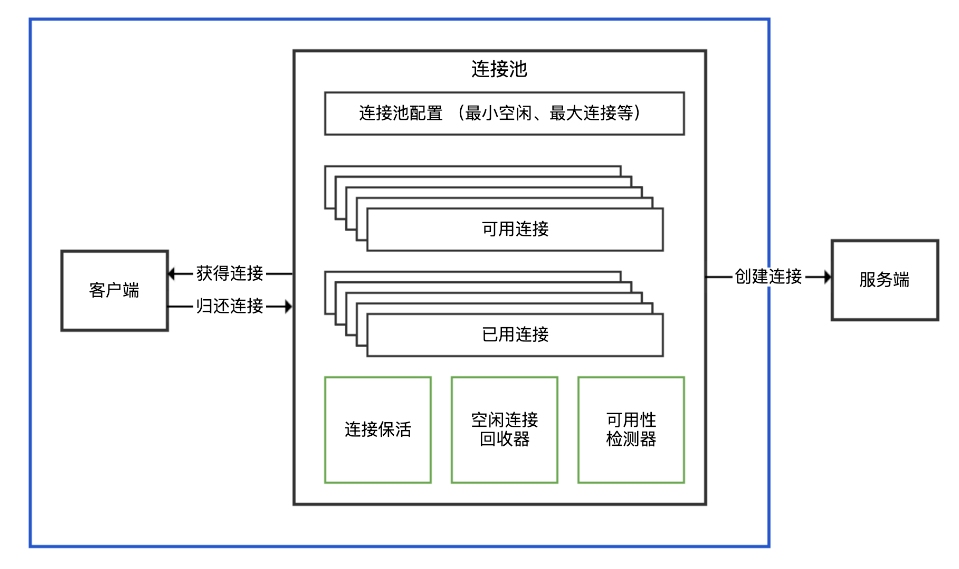 连接池
连接池配置 （最小空闲、最大连接等）
可用连接
获得连接
创建连接
客户端
服务端
归还连接
已用连接
连接保活
空闲连接
回收器
可用性
检测器